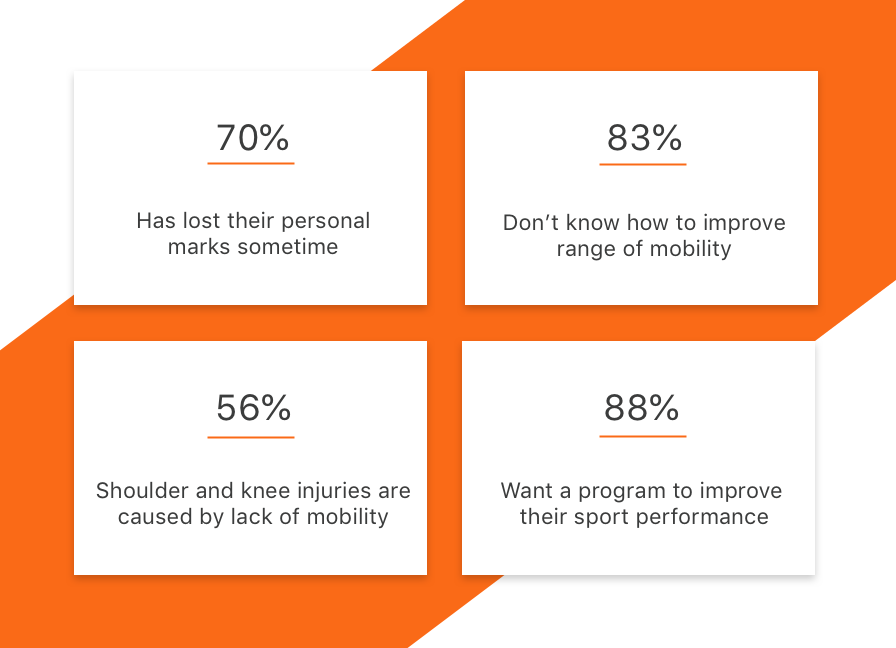 70%
Has lost their personal
marks sometime
83%
Don’t know how to improve
range of mobility
56%
Shoulder and knee injuries are
caused by lack of mobility
88%
Want a program to improve
their sport performance